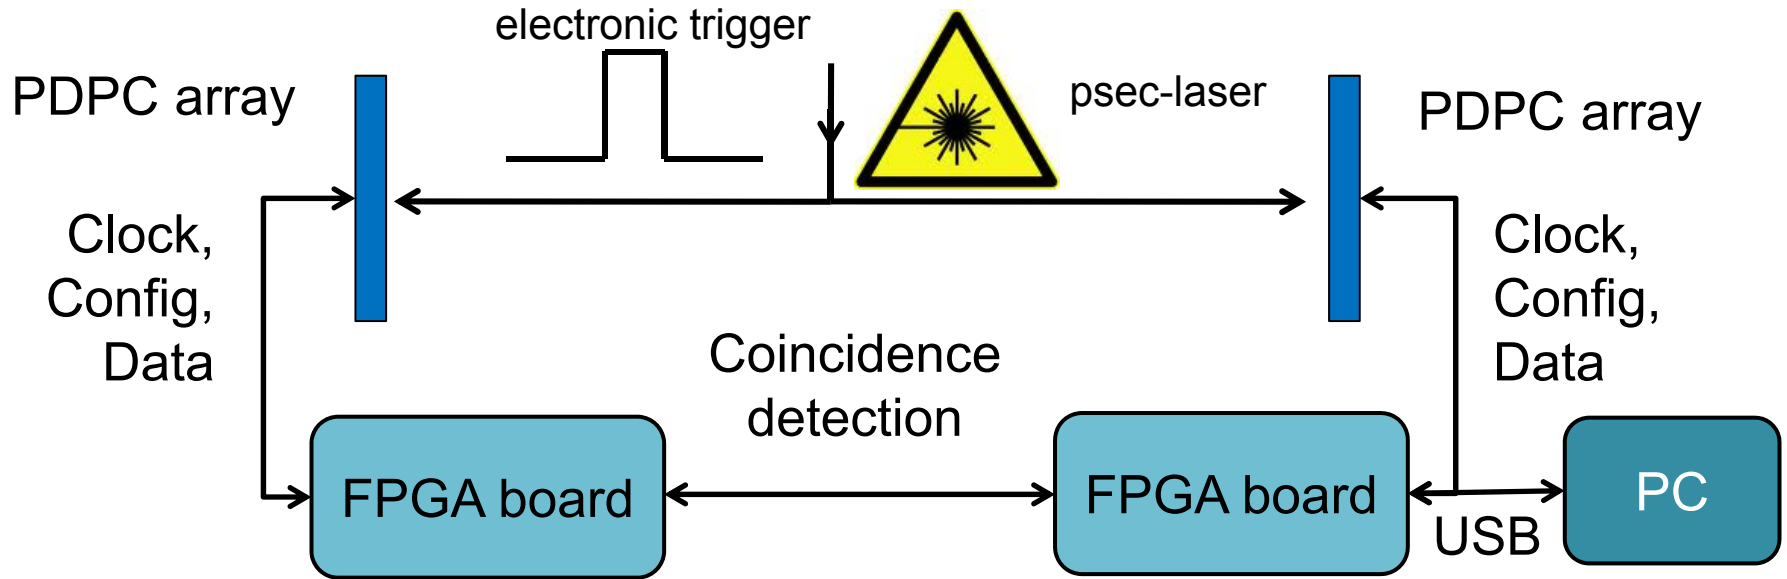 electronic trigger
PDPC array
psec-laser
PDPC array
Clock,
Config,
Data
Clock,
Config,
Data
Coincidence
detection
FPGA board
FPGA board
USB
PC